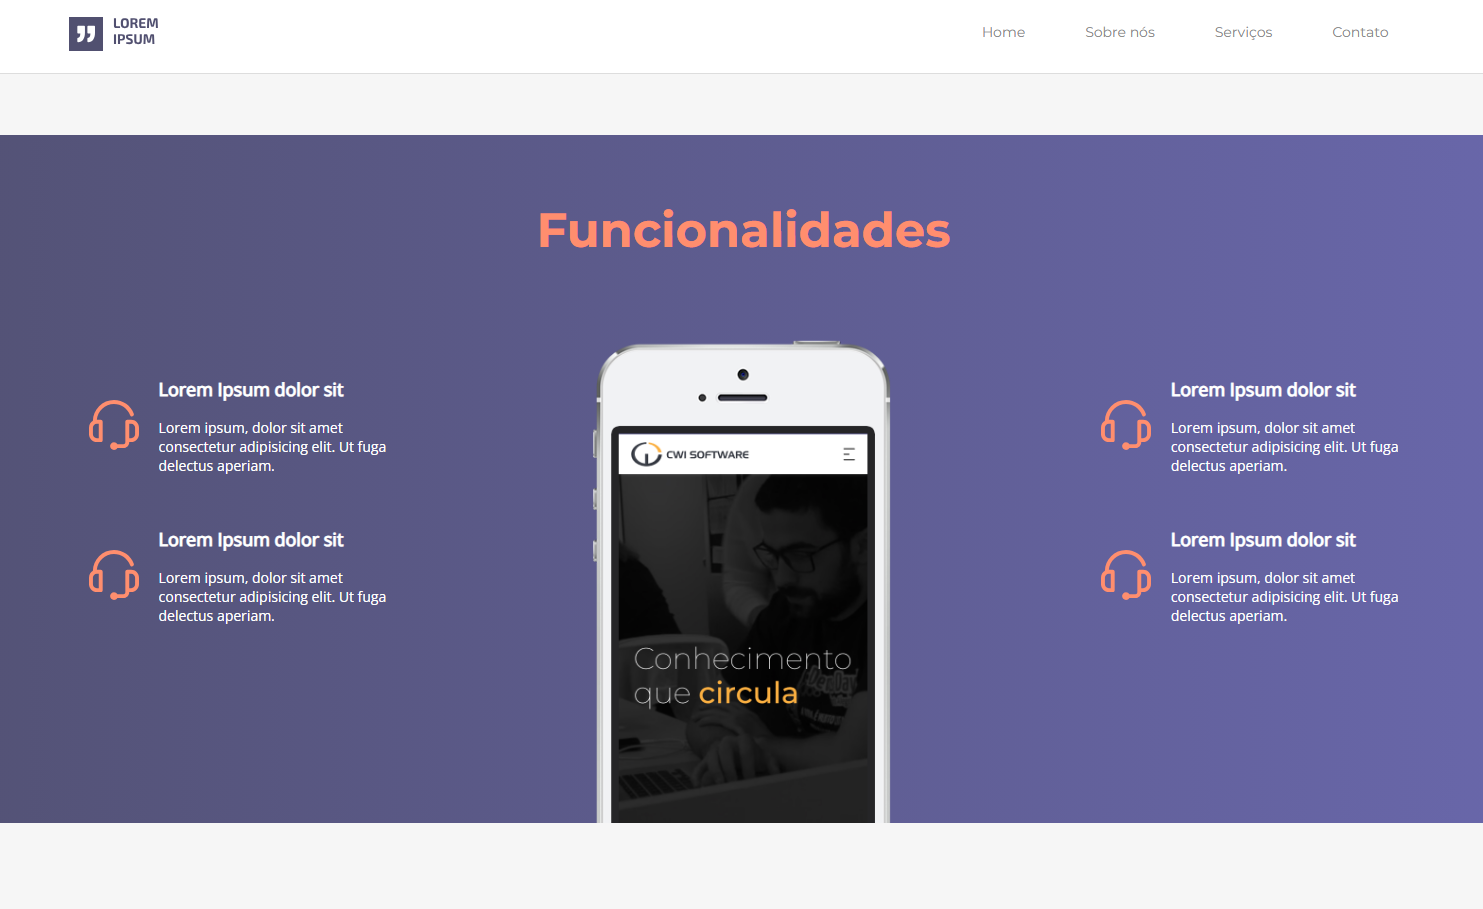 LOREM
IPSUM
Home
Sobre nós
Serviços
Contato
Funcionalidades
Lorem Ipsum dolor sit
Lorem ipsum, dolor sit amet
consectetur adipisicing elit. Ut fuga
delectus aperiam.
Lorem Ipsum dolor sit
Lorem ipsum, dolor sit amet
consectetur adipisicing elit. Ut fuga
delectus aperiam.
CWI SOFTWARE
Conhecimento
que circula
DevDay
Lorem Ipsum dolor sit
Lorem ipsum, dolor sit amet
consectetur adipisicing elit. Ut fuga
delectus aperiam.
Lorem Ipsum dolor sit
Lorem ipsum, dolor sit amet
consectetur adipisicing elit. Ut fuga
delectus aperiam.